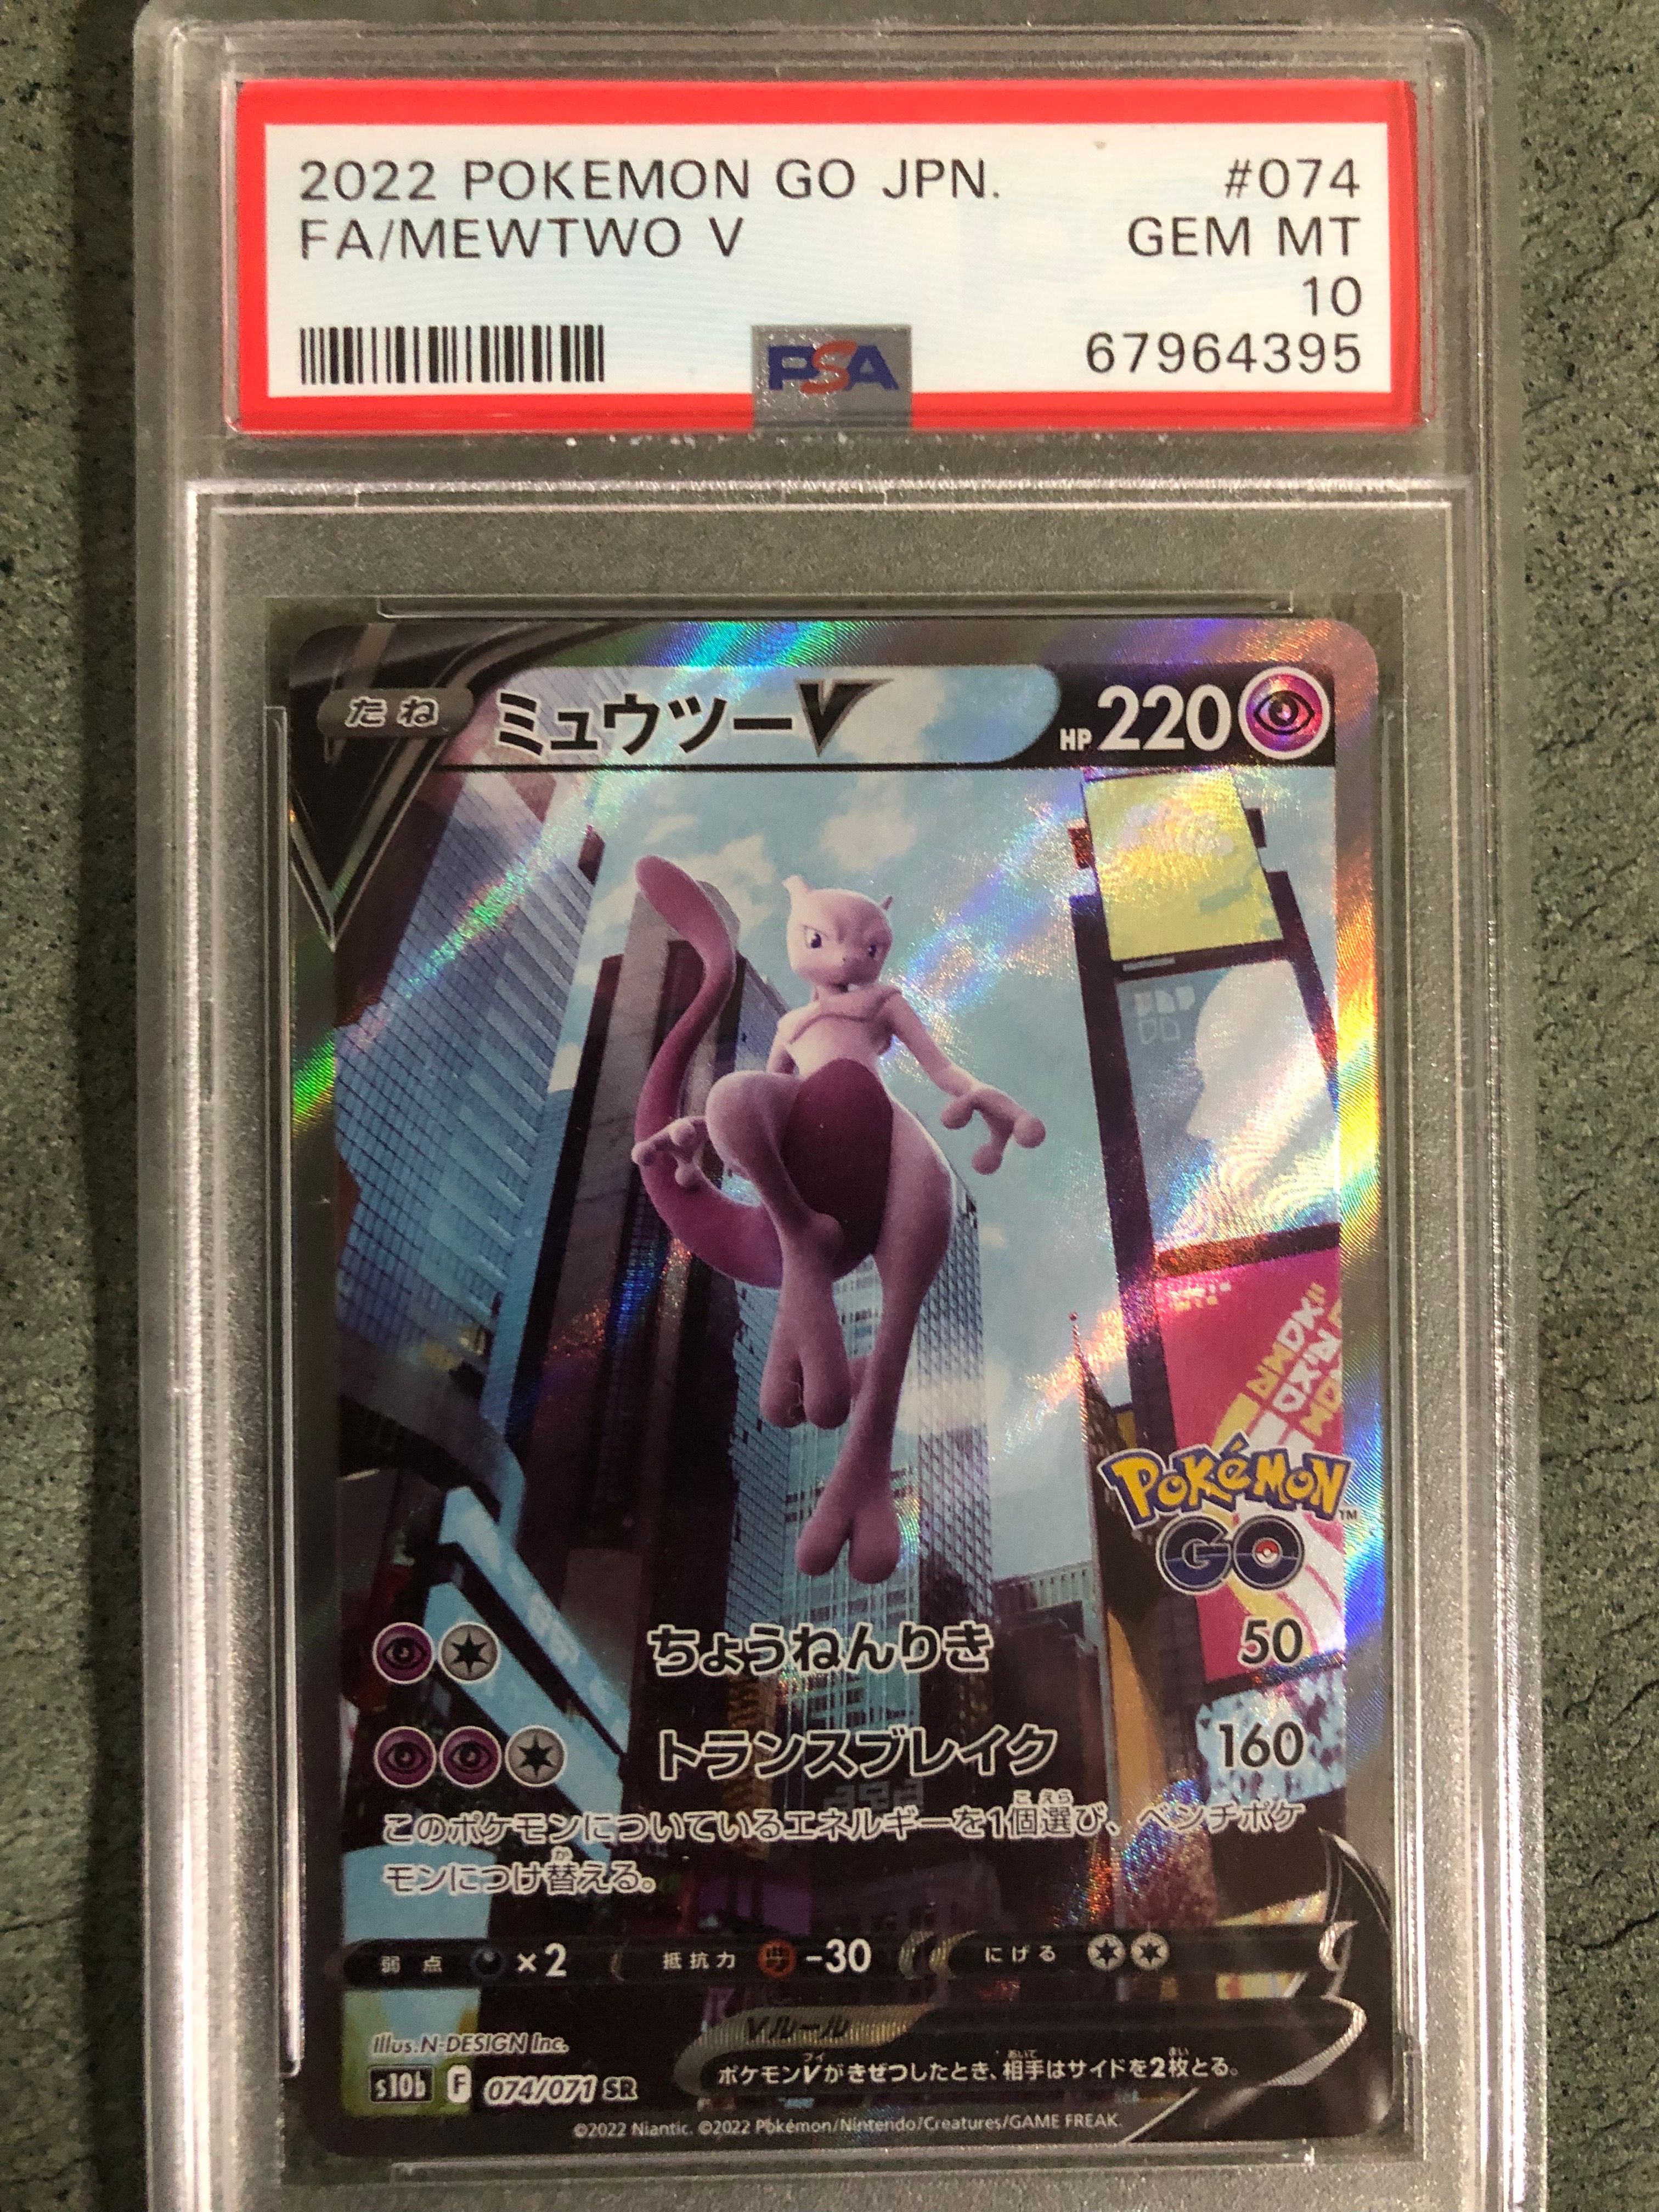 2022 POKEMON GO JPN. #074
FA/MEWTWO V GEM MT
10
PSA 67964395
たね ミュウツーV HP 220
Pokémon GO™
ちょうねんりき 50
トランスブレイク 160
このポケモンについているエネルギーを1個選び、ベンチポケ
モンにつけ替える。
弱点 ×2 抵抗力 -30 にげる
Vルール
ポケモンVがきぜつしたとき、相手はサイドを2枚とる。
Illus. N-DESIGN Inc.
s10b F 074/071 SR
©2022 Niantic. ©2022 Pokémon/Nintendo/Creatures/GAME FREAK.